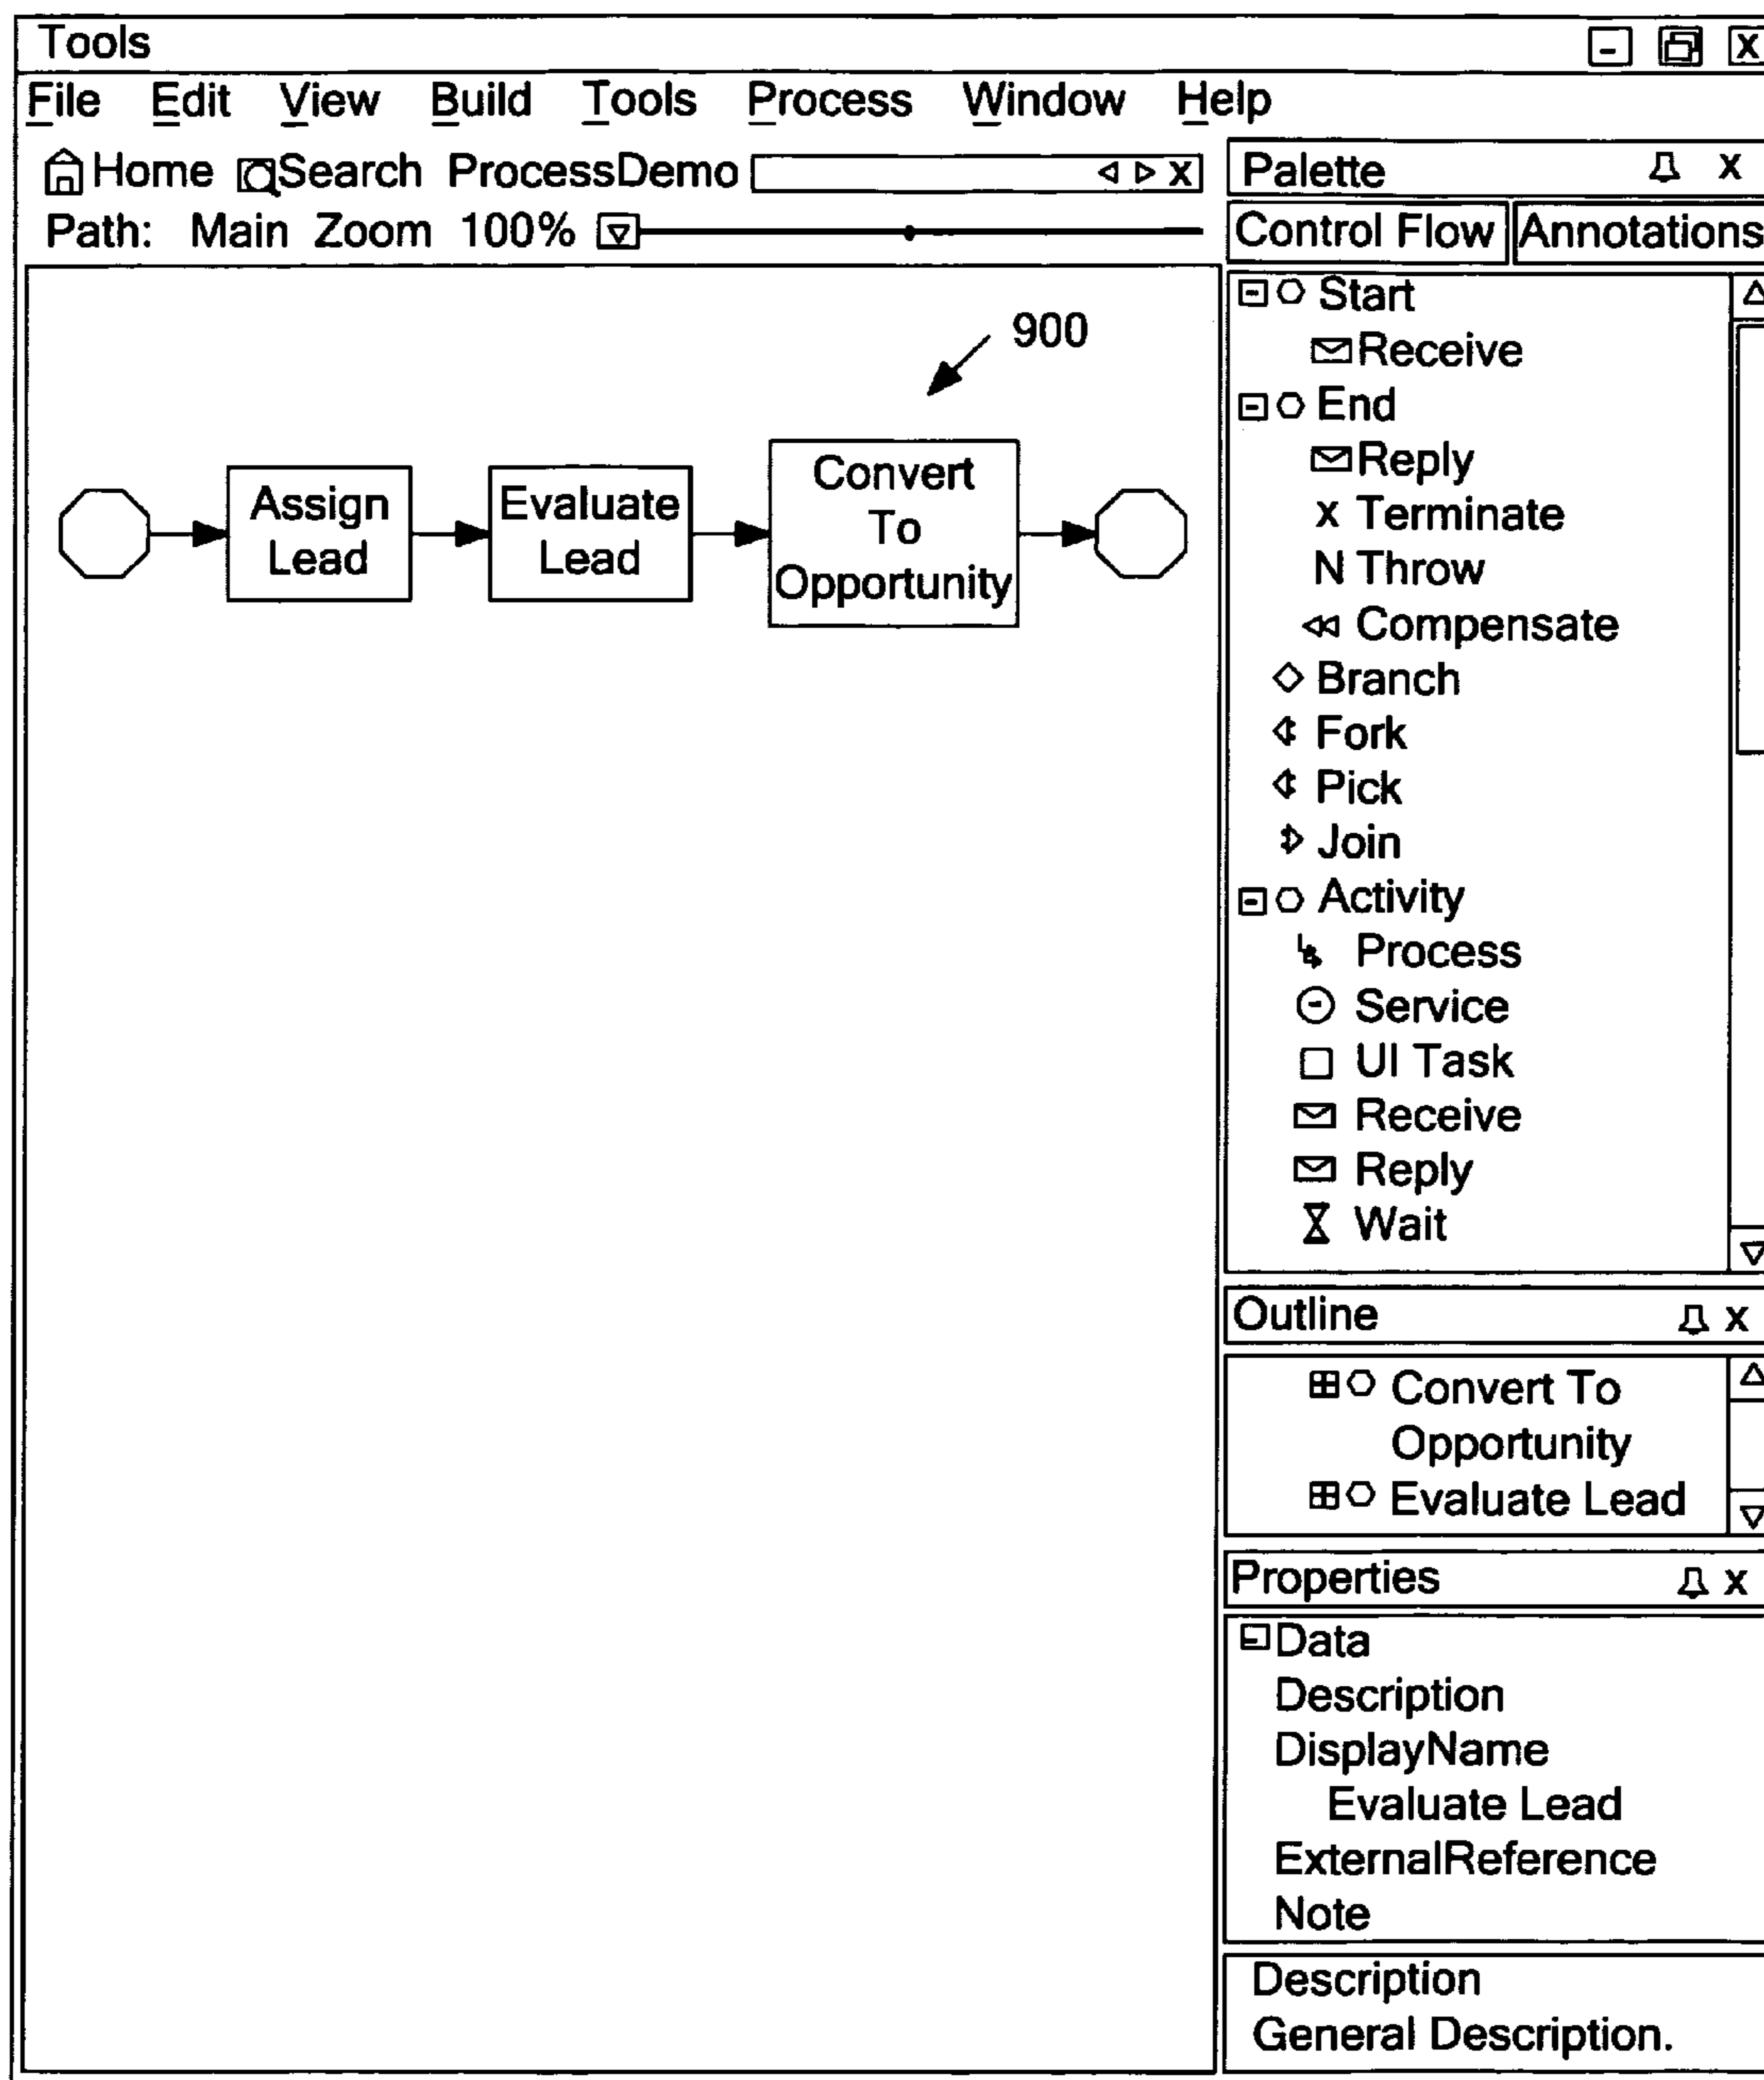 Tools
File Edit View Build Tools Process Window Help
Home Search ProcessDemo X
Path: Main Zoom 100%
900
Assign
Lead
Evaluate
Lead
Convert
To
Opportunity
Palette X
Control Flow Annotations
Start
Receive
End
Reply
x Terminate
N Throw
Compensate
Branch
Fork
Pick
Join
Activity
Process
Service
UI Task
Receive
Reply
Wait
Outline X
Convert To
Opportunity
Evaluate Lead
Properties X
Data
Description
DisplayName
Evaluate Lead
ExternalReference
Note
Description
General Description.